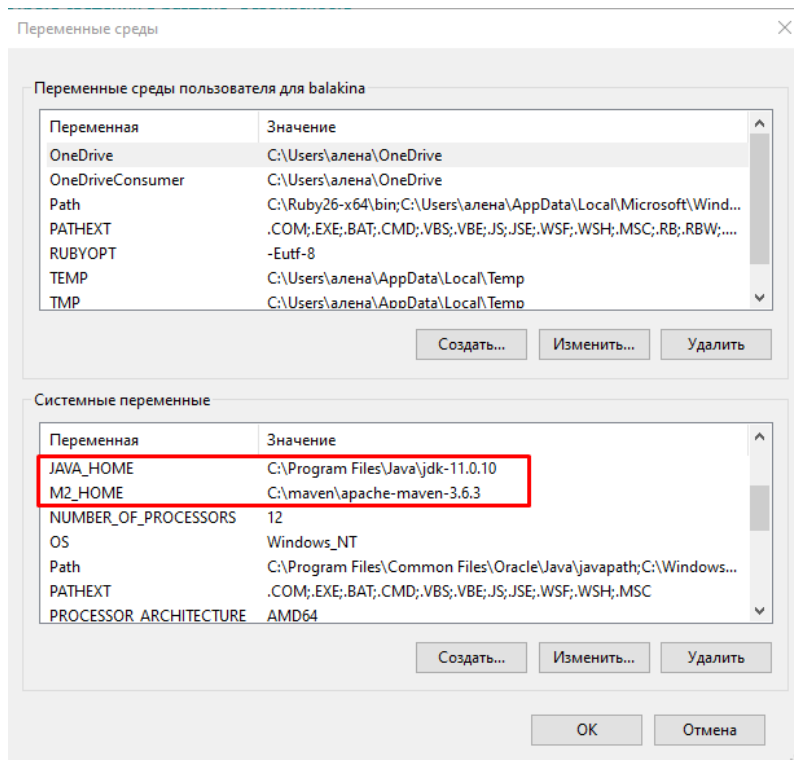 Переменные среды
Переменные среды пользователя для balakina
Переменная Значение
OneDrive C:\Users\алена\OneDrive
OneDriveConsumer C:\Users\алена\OneDrive
Path C:\Ruby26-x64\bin;C:\Users\алена\AppData\Local\Microsoft\Wind...
PATHEXT .COM;.EXE;.BAT;.CMD;.VBS;.VBE;.JS;.JSE;.WSF;.WSH;.MSC;.RB;.RBW;....
RUBYOPT -Eutf-8
TEMP C:\Users\алена\AppData\Local\Temp
TMP C:\Users\алена\AppData\Local\Temp
Создать... Изменить... Удалить
Системные переменные
Переменная Значение
JAVA_HOME C:\Program Files\Java\jdk-11.0.10
M2_HOME C:\maven\apache-maven-3.6.3
NUMBER_OF_PROCESSORS 12
OS Windows_NT
Path C:\Program Files\Common Files\Oracle\Java\javapath;C:\Windows...
PATHEXT .COM;.EXE;.BAT;.CMD;.VBS;.VBE;.JS;.JSE;.WSF;.WSH;.MSC
PROCESSOR_ARCHITECTURE AMD64
Создать... Изменить... Удалить
ОК Отмена